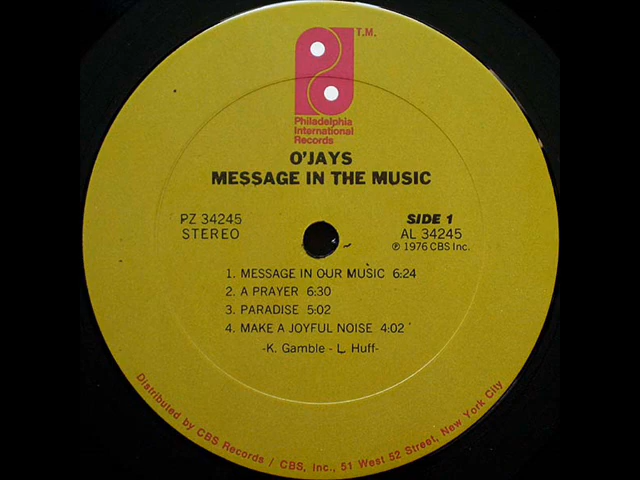 T.M.
Philadelphia
International
Records
O'JAYS
MESSAGE IN THE MUSIC
PZ 34245
STEREO
SIDE 1
AL 34245
℗ 1976 CBS Inc.
1. MESSAGE IN OUR MUSIC 6:24
2. A PRAYER 6:30
3. PARADISE 5:02
4. MAKE A JOYFUL NOISE 4:02
-K. Gamble - L. Huff-
Distributed by CBS Records / CBS, Inc., 51 West 52 Street, New York City